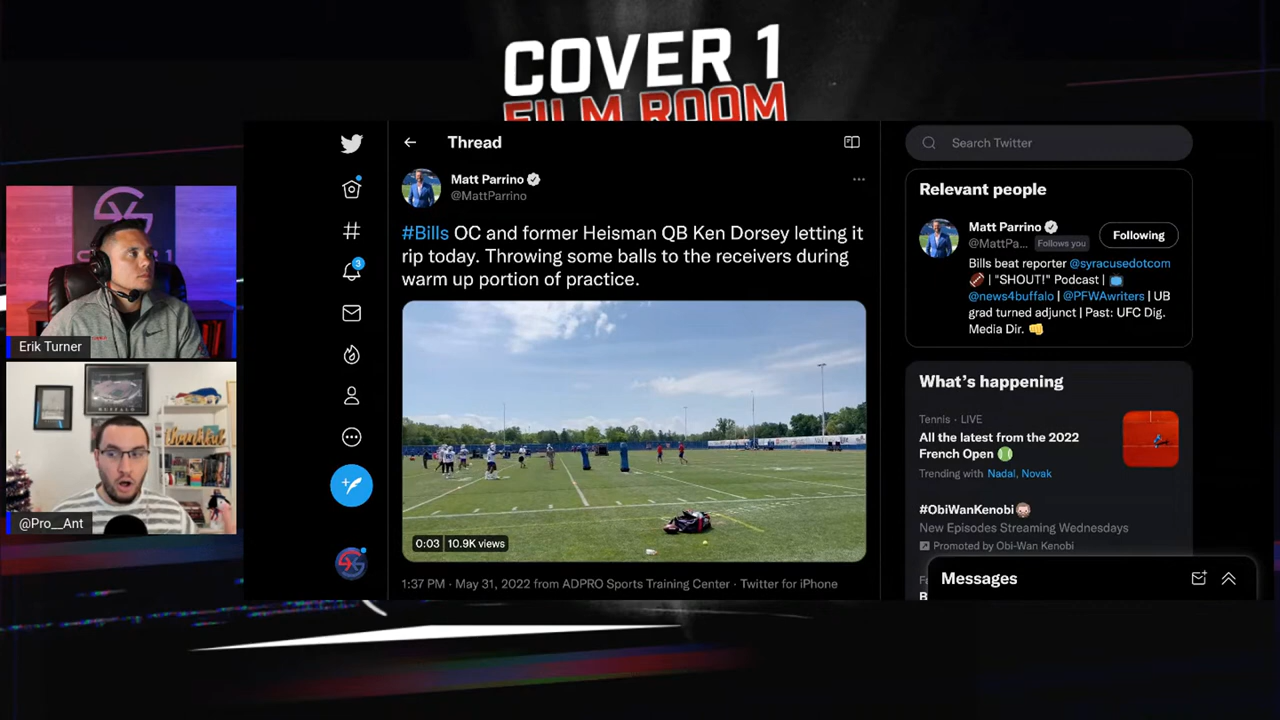 COVER 1
FILM ROOM
Thread
Search Twitter
Matt Parrino
@MattParrino
#Bills OC and former Heisman QB Ken Dorsey letting it
rip today. Throwing some balls to the receivers during
warm up portion of practice.
0:03 10.9K views
1:37 PM · May 31, 2022 from ADPRO Sports Training Center · Twitter for iPhone
Relevant people
Matt Parrino
@MattPa... Follows you
Following
Bills beat reporter @syracusedotcom
🏈 | "SHOUT!" Podcast | 📺
@news4buffalo | @PFWAwriters | UB
grad turned adjunct | Past: UFC Dig.
Media Dir. 👊
What's happening
Tennis · LIVE
All the latest from the 2022
French Open 🎾
Trending with Nadal, Novak
#ObiWanKenobi
New Episodes Streaming Wednesdays
Promoted by Obi-Wan Kenobi
Messages
3
Erik Turner
@Pro__Ant
BUFFALO
thankful